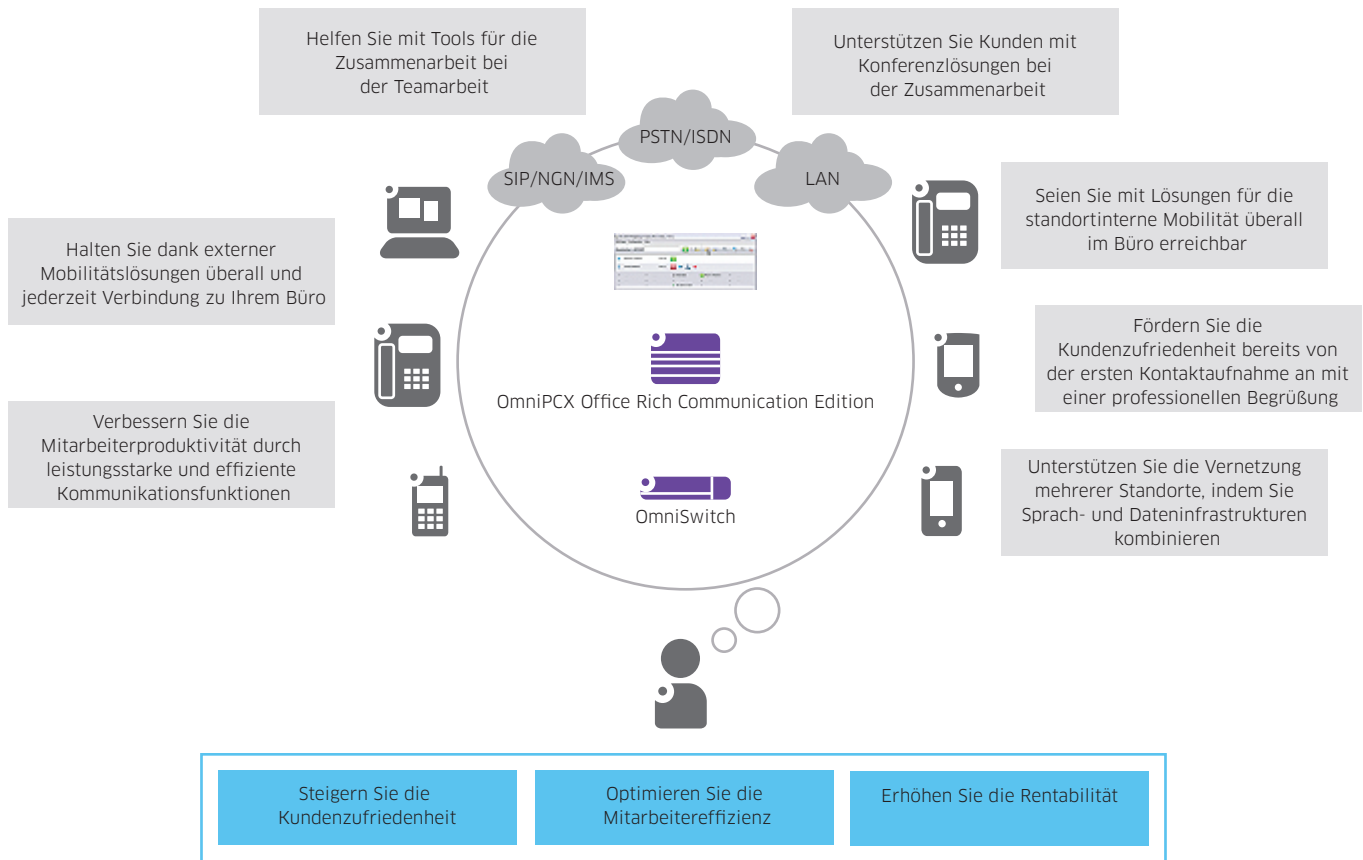 Helfen Sie mit Tools für die
Zusammenarbeit bei
der Teamarbeit
Unterstützen Sie Kunden mit
Konferenzlösungen bei
der Zusammenarbeit
PSTN/ISDN
SIP/NGN/IMS
LAN
Halten Sie dank externer
Mobilitätslösungen überall und
jederzeit Verbindung zu Ihrem Büro
Seien Sie mit Lösungen für die
standortinterne Mobilität überall
im Büro erreichbar
Verbessern Sie die
Mitarbeiterproduktivität durch
leistungsstarke und effiziente
Kommunikationsfunktionen
OmniPCX Office Rich Communication Edition
OmniSwitch
Fördern Sie die
Kundenzufriedenheit bereits von
der ersten Kontaktaufnahme an mit
einer professionellen Begrüßung
Unterstützen Sie die Vernetzung
mehrerer Standorte, indem Sie
Sprach- und Dateninfrastrukturen
kombinieren
Steigern Sie die
Kundenzufriedenheit
Optimieren Sie die
Mitarbeitereffizienz
Erhöhen Sie die Rentabilität